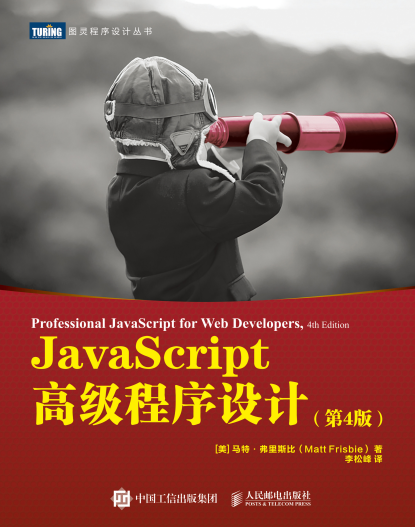 TURING 图灵程序设计丛书
Professional JavaScript for Web Developers, 4th Edition
JavaScript
高级程序设计（第4版）
[美] 马特·弗里斯比（Matt Frisbie）著
李松峰 译
中国工信出版集团 人民邮电出版社
POSTS & TELECOM PRESS